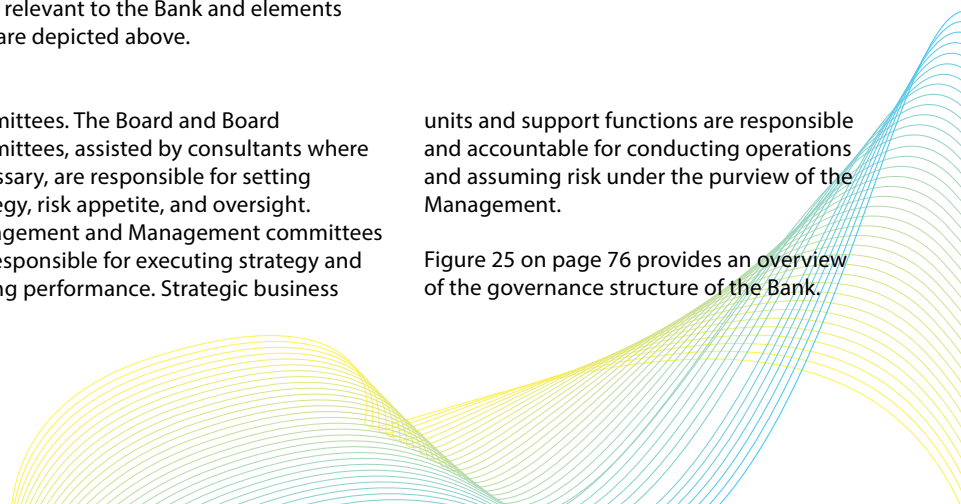 relevant to the Bank and elements
are depicted above.
mittees. The Board and Board
mittees, assisted by consultants where
ssary, are responsible for setting
egy, risk appetite, and oversight.
agement and Management committees
esponsible for executing strategy and
ng performance. Strategic business
units and support functions are responsible
and accountable for conducting operations
and assuming risk under the purview of the
Management.
Figure 25 on page 76 provides an overview
of the governance structure of the Bank.